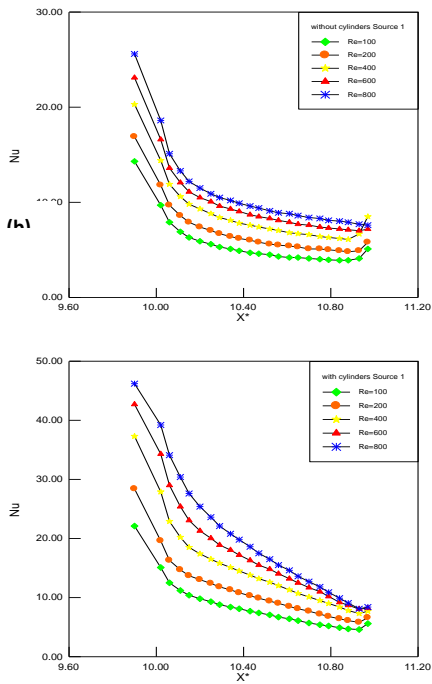 30.00
without cylinders Source 1
Re=100
Re=200
Re=400
Re=600
Re=800
20.00
Nu
10.00
(b)
0.00
9.60
10.00
10.40
10.80
11.20
X*
50.00
with cylinders Source 1
Re=100
Re=200
Re=400
Re=600
Re=800
40.00
30.00
Nu
20.00
10.00
0.00
9.60
10.00
10.40
10.80
11.20
X*